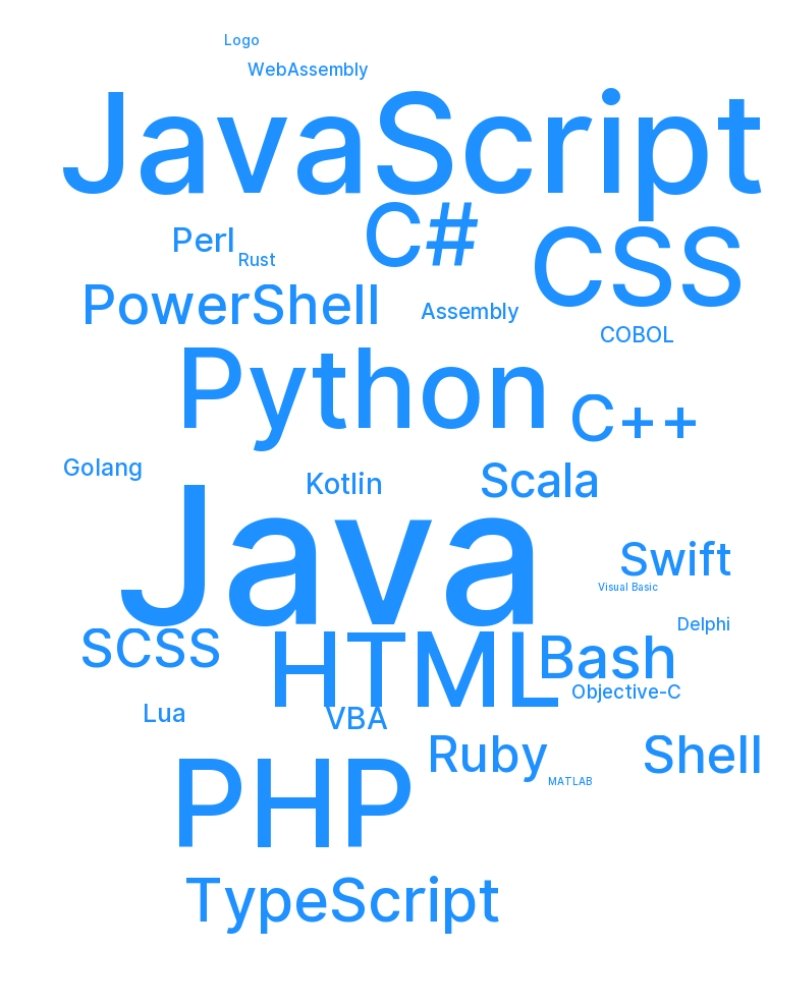 Logo
WebAssembly
JavaScript
C#
Perl
Rust
CSS
PowerShell
Assembly
COBOL
Python
C++
Golang
Kotlin
Scala
Java
Swift
Visual Basic
Delphi
SCSS
HTML
Bash
Objective-C
Lua
VBA
Ruby
Shell
MATLAB
PHP
TypeScript